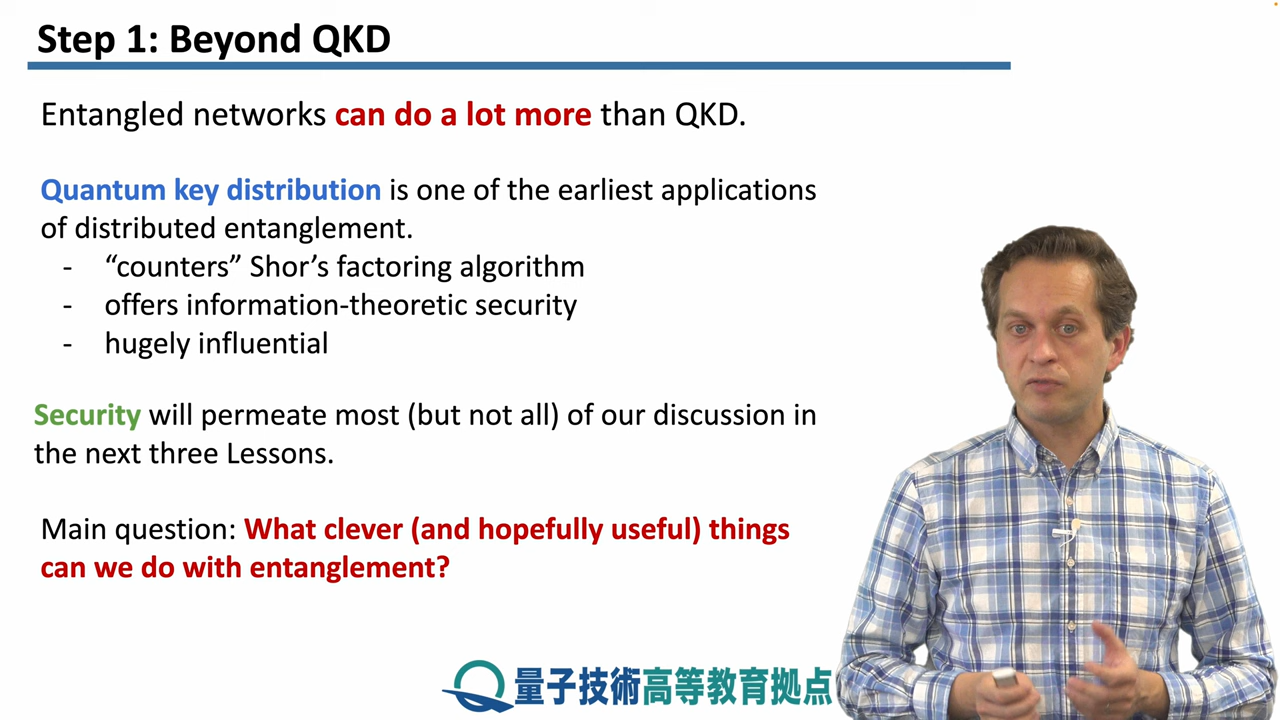 Step 1: Beyond QKD
Entangled networks can do a lot more than QKD.
Quantum key distribution is one of the earliest applications
of distributed entanglement.
- “counters” Shor’s factoring algorithm
- offers information-theoretic security
- hugely influential
Security will permeate most (but not all) of our discussion in
the next three Lessons.
Main question: What clever (and hopefully useful) things
can we do with entanglement?
量子技術高等教育拠点